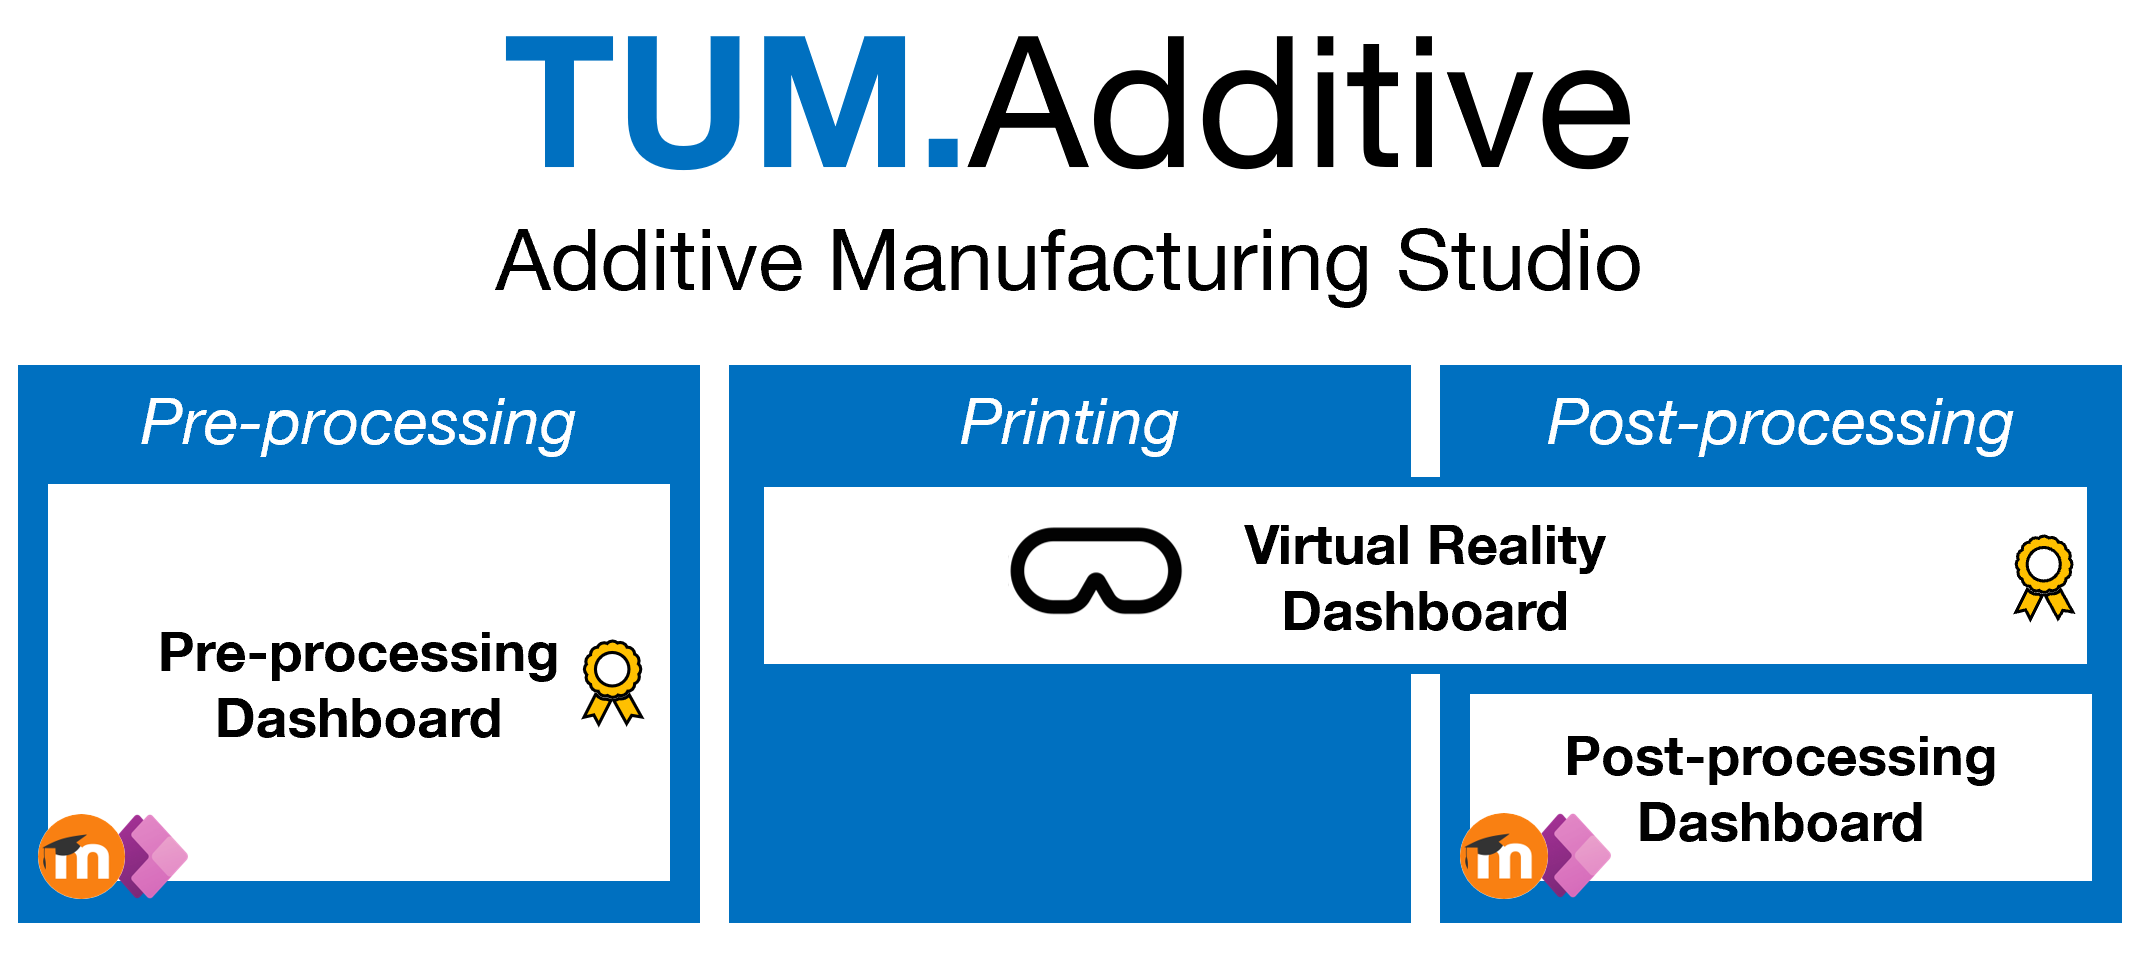 TUM.Additive
Additive Manufacturing Studio
Pre-processing
Pre-processing
Dashboard
m
Printing
Post-processing
Virtual Reality
Dashboard
Post-processing
Dashboard
m